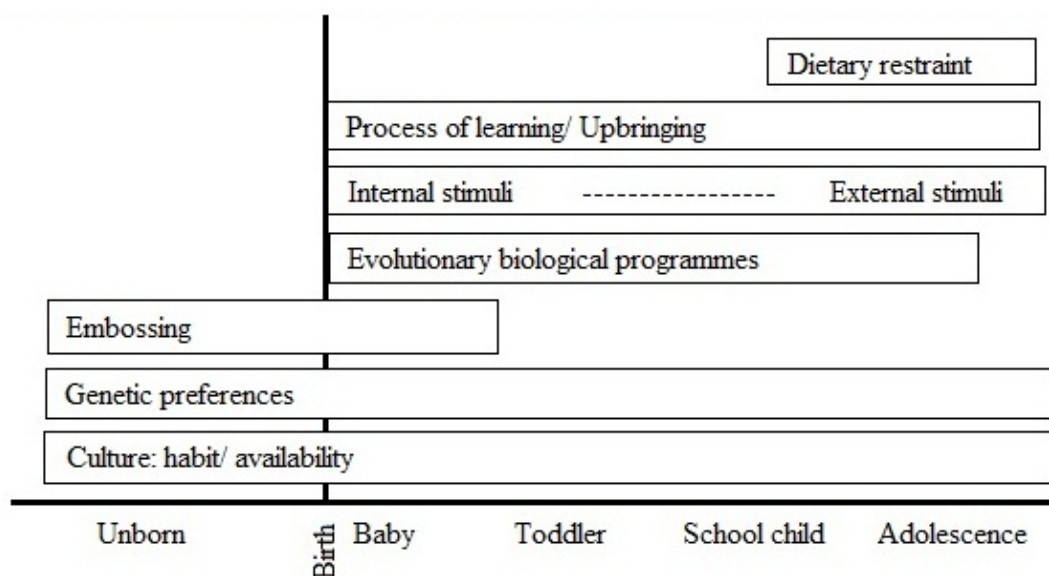 Dietary restraint
Process of learning/ Upbringing
Internal stimuli ---------------- External stimuli
Evolutionary biological programmes
Embossing
Genetic preferences
Culture: habit/ availability
Unborn Birth Baby Toddler School child Adolescence